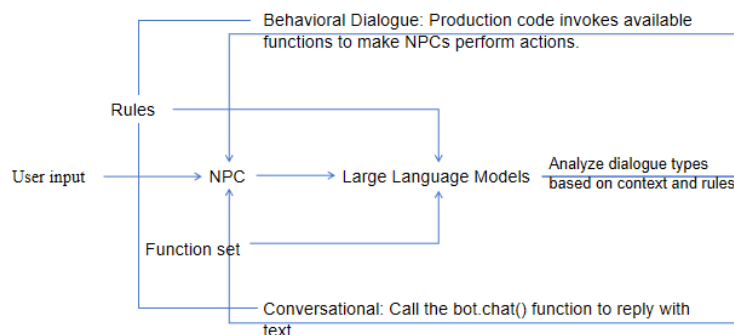 Behavioral Dialogue: Production code invokes available
functions to make NPCs perform actions.
Rules
User input
NPC
Large Language Models
Analyze dialogue types
based on context and rules
Function set
Conversational: Call the bot.chat() function to reply with
text